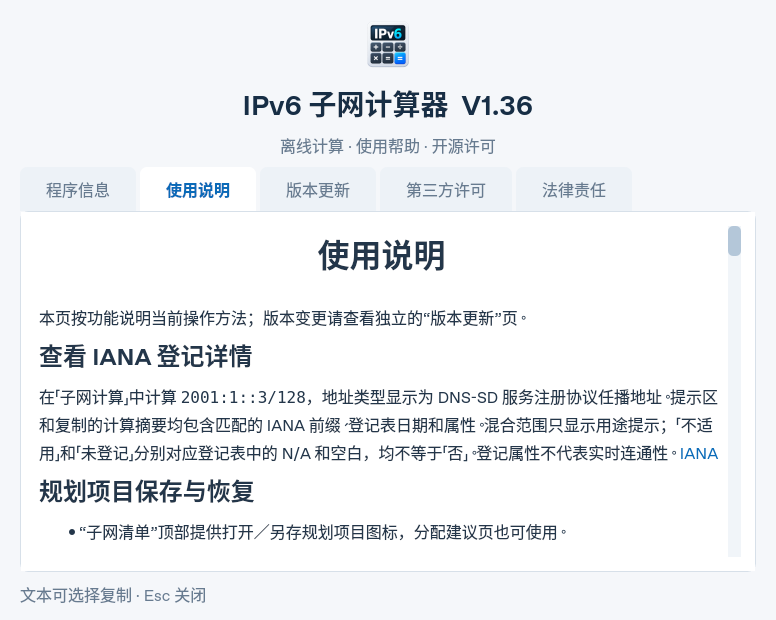 IPv6
IPv6 子网计算器 V1.36
离线计算 · 使用帮助 · 开源许可
程序信息
使用说明
版本更新
第三方许可
法律责任
使用说明
本页按功能说明当前操作方法；版本变更请查看独立的“版本更新”页。
查看 IANA 登记详情
在「子网计算」中计算 2001:1::3/128，地址类型显示为 DNS-SD 服务注册协议任播地址。提示区
和复制的计算摘要均包含匹配的 IANA 前缀、登记表日期和属性。混合范围只显示用途提示；「不适
用」和「未登记」分别对应登记表中的 N/A 和空白，均不等于「否」。登记属性不代表实时连通性。IANA
规划项目保存与恢复
• “子网清单”顶部提供打开／另存规划项目图标，分配建议页也可使用。
文本可选择复制 · Esc 关闭